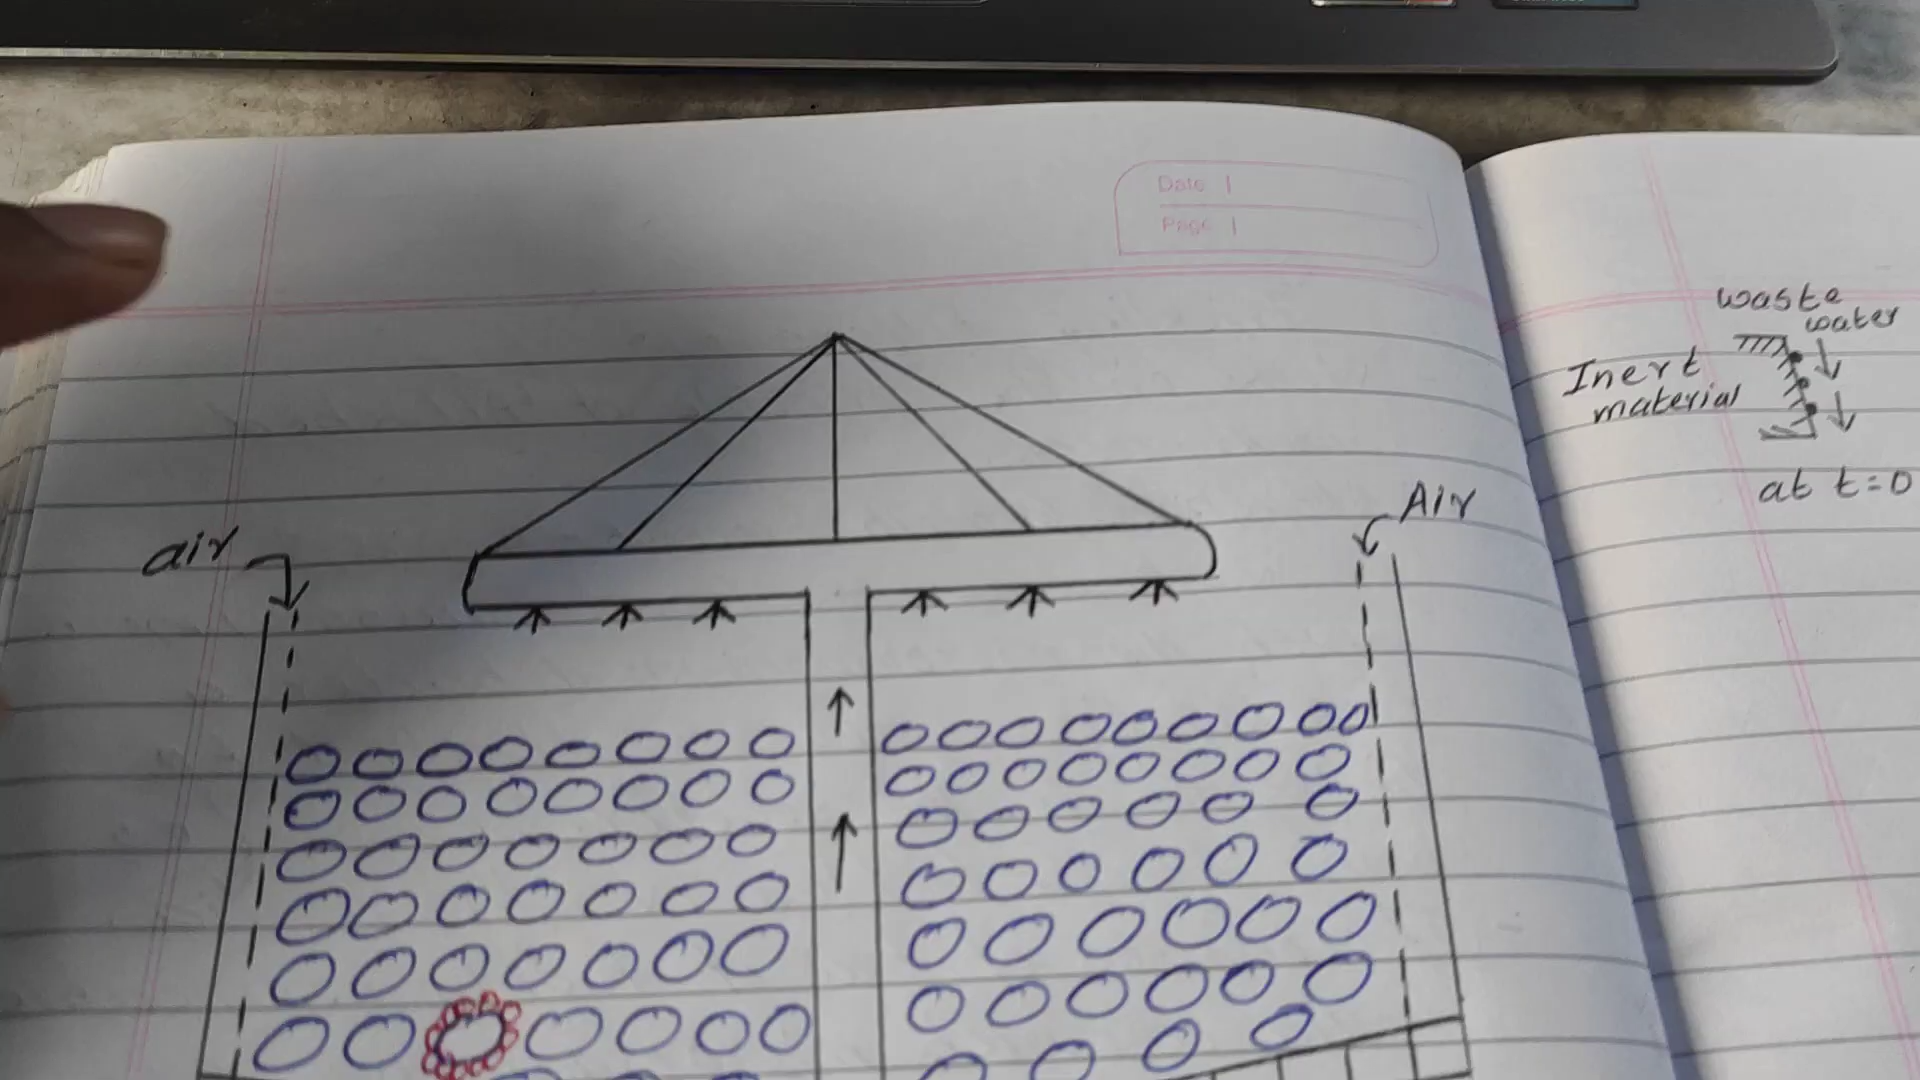 Date
Page
waste
water
Inert
material
at t=0
air
Air